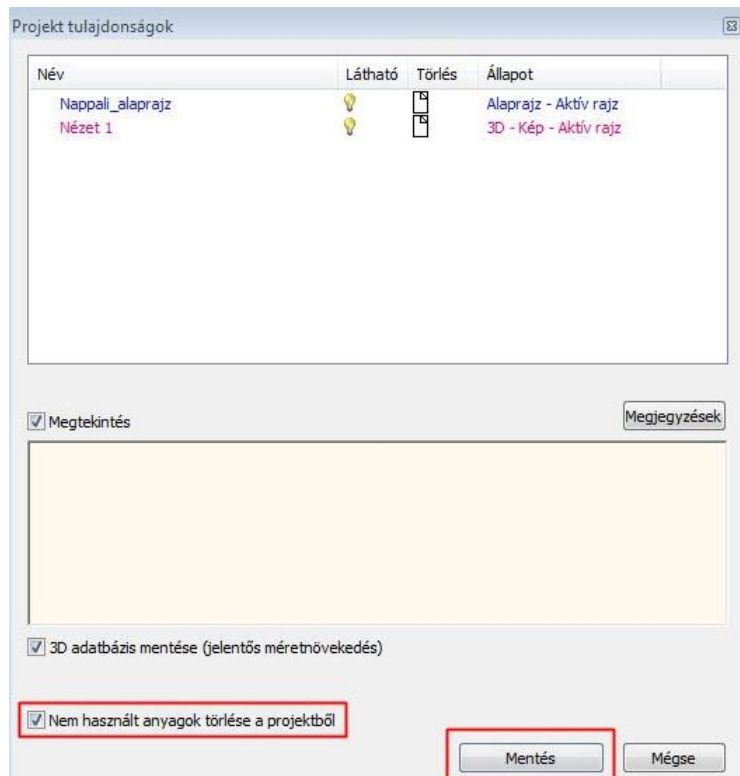 Projekt tulajdonságok
Név Látható Törlés Állapot
Nappali_alaprajz Alaprajz - Aktív rajz
Nézet 1 3D - Kép - Aktív rajz
Megtekintés Megjegyzések
3D adatbázis mentése (jelentős méretnövekedés)
Nem használt anyagok törlése a projektből
Mentés Mégse